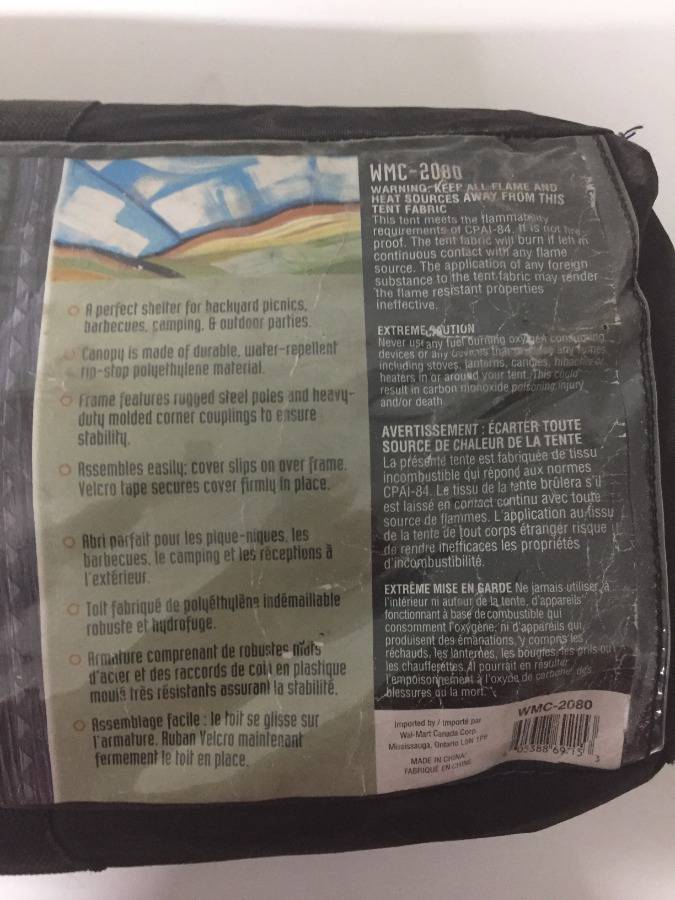 A perfect shelter for backyard picnics,
barbecues, camping, & outdoor parties.
Canopy is made of durable, water-repellent
rip-stop polyethylene material.
Frame features rugged steel poles and heavy-
duty molded corner couplings to ensure
stability.
Assembles easily; cover slips on over frame.
Velcro tape secures cover firmly in place.
Abri parfait pour les pique-niques, les
barbecues, le camping et les réceptions à
l'extérieur.
Toit fabriqué de polyéthylène indémaillable
robuste et hydrofuge.
Armature comprenant de robustes mâts
d'acier et des raccords de coin en plastique
moulé très résistants assurant la stabilité.
Assemblage facile : le toit se glisse sur
l'armature. Ruban Velcro maintenant
fermement le toit en place.
WMC-2080
WARNING: KEEP ALL FLAME AND
HEAT SOURCES AWAY FROM THIS
TENT FABRIC
This tent meets the flammability
requirements of CPAI-84. It is not fire
proof. The tent fabric will burn if left in
continuous contact with any flame
source. The application of any foreign
substance to the tent fabric may render
the flame resistant properties
ineffective.
EXTREME CAUTION
Never use any fuel burning oxygen consuming
devices or any devices that any fumes,
including stoves, lanterns, candles, hibachis or
heaters in or around your tent. This could
result in carbon monoxide poisoning injury
and/or death.
AVERTISSEMENT : ÉCARTER TOUTE
SOURCE DE CHALEUR DE LA TENTE
La présente tente est fabriquée de tissu
incombustible qui répond aux normes
CPAI-84. Le tissu de la tente brûlera s'il
est laissé en contact continu avec toute
source de flammes. L'application au tissu
de la tente de tout corps étranger risque
de rendre inefficaces les propriétés
d'incombustibilité.
EXTRÊME MISE EN GARDE Ne jamais utiliser, à
l'intérieur ni autour de la tente, d'appareils
fonctionnant à base de combustible qui
consomment l'oxygène, ni d'appareils qui
produisent des émanations, y compris les
réchauds, les lanternes, les bougies, les grils ou
les chaufferettes. Il pourrait en résulter
l'empoisonnement à l'oxyde de carbone, des
blessures ou la mort.
Imported by / Importé par
Wal-Mart Canada Corp.
Mississauga, Ontario L5N 1P9
MADE IN CHINA
FABRIQUÉ EN CHINE
WMC-2080
05388 69715 3